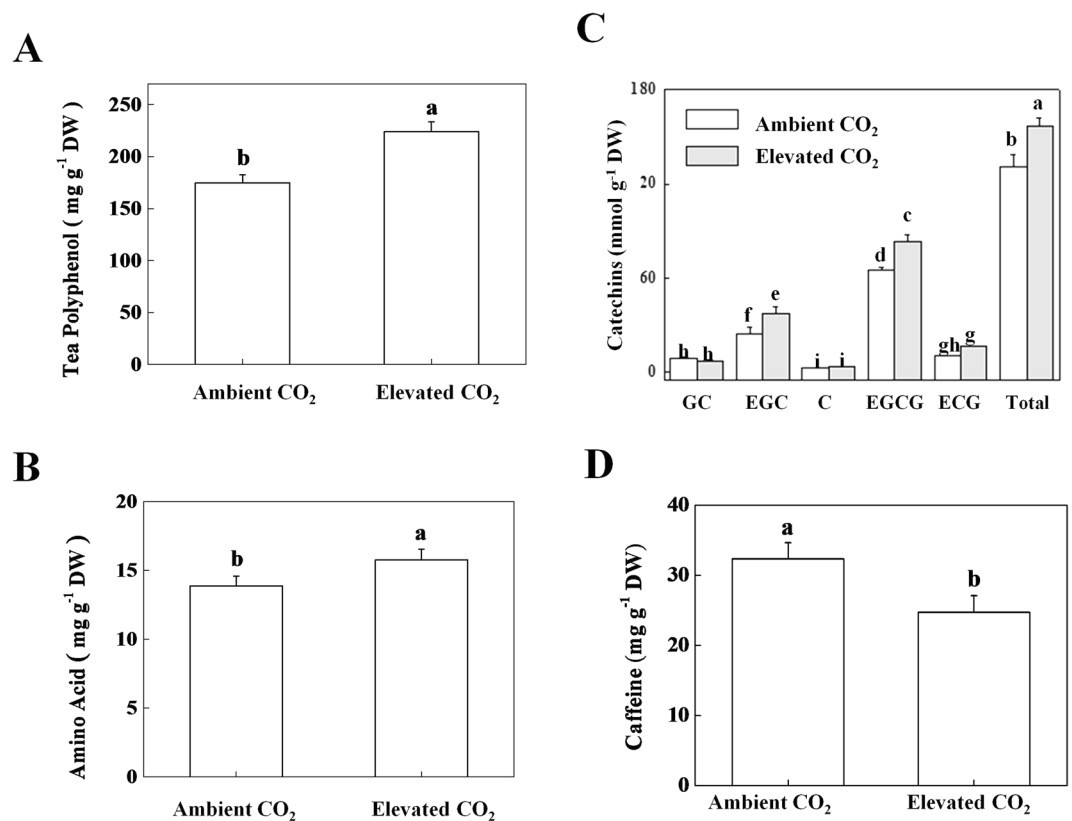 A
Tea Polyphenol ( mg g⁻¹ DW )
250
200
150
100
50
0
b
a
Ambient CO₂
Elevated CO₂
C
Catechins (mmol g⁻¹ DW)
180
20
60
0
Ambient CO₂
Elevated CO₂
h
h
f
e
i
i
d
c
gh
g
b
a
GC
EGC
C
EGCG
ECG
Total
B
Amino Acid ( mg g⁻¹ DW )
20
15
10
5
0
b
a
Ambient CO₂
Elevated CO₂
D
Caffeine (mg g⁻¹ DW)
40
30
20
10
0
a
b
Ambient CO₂
Elevated CO₂